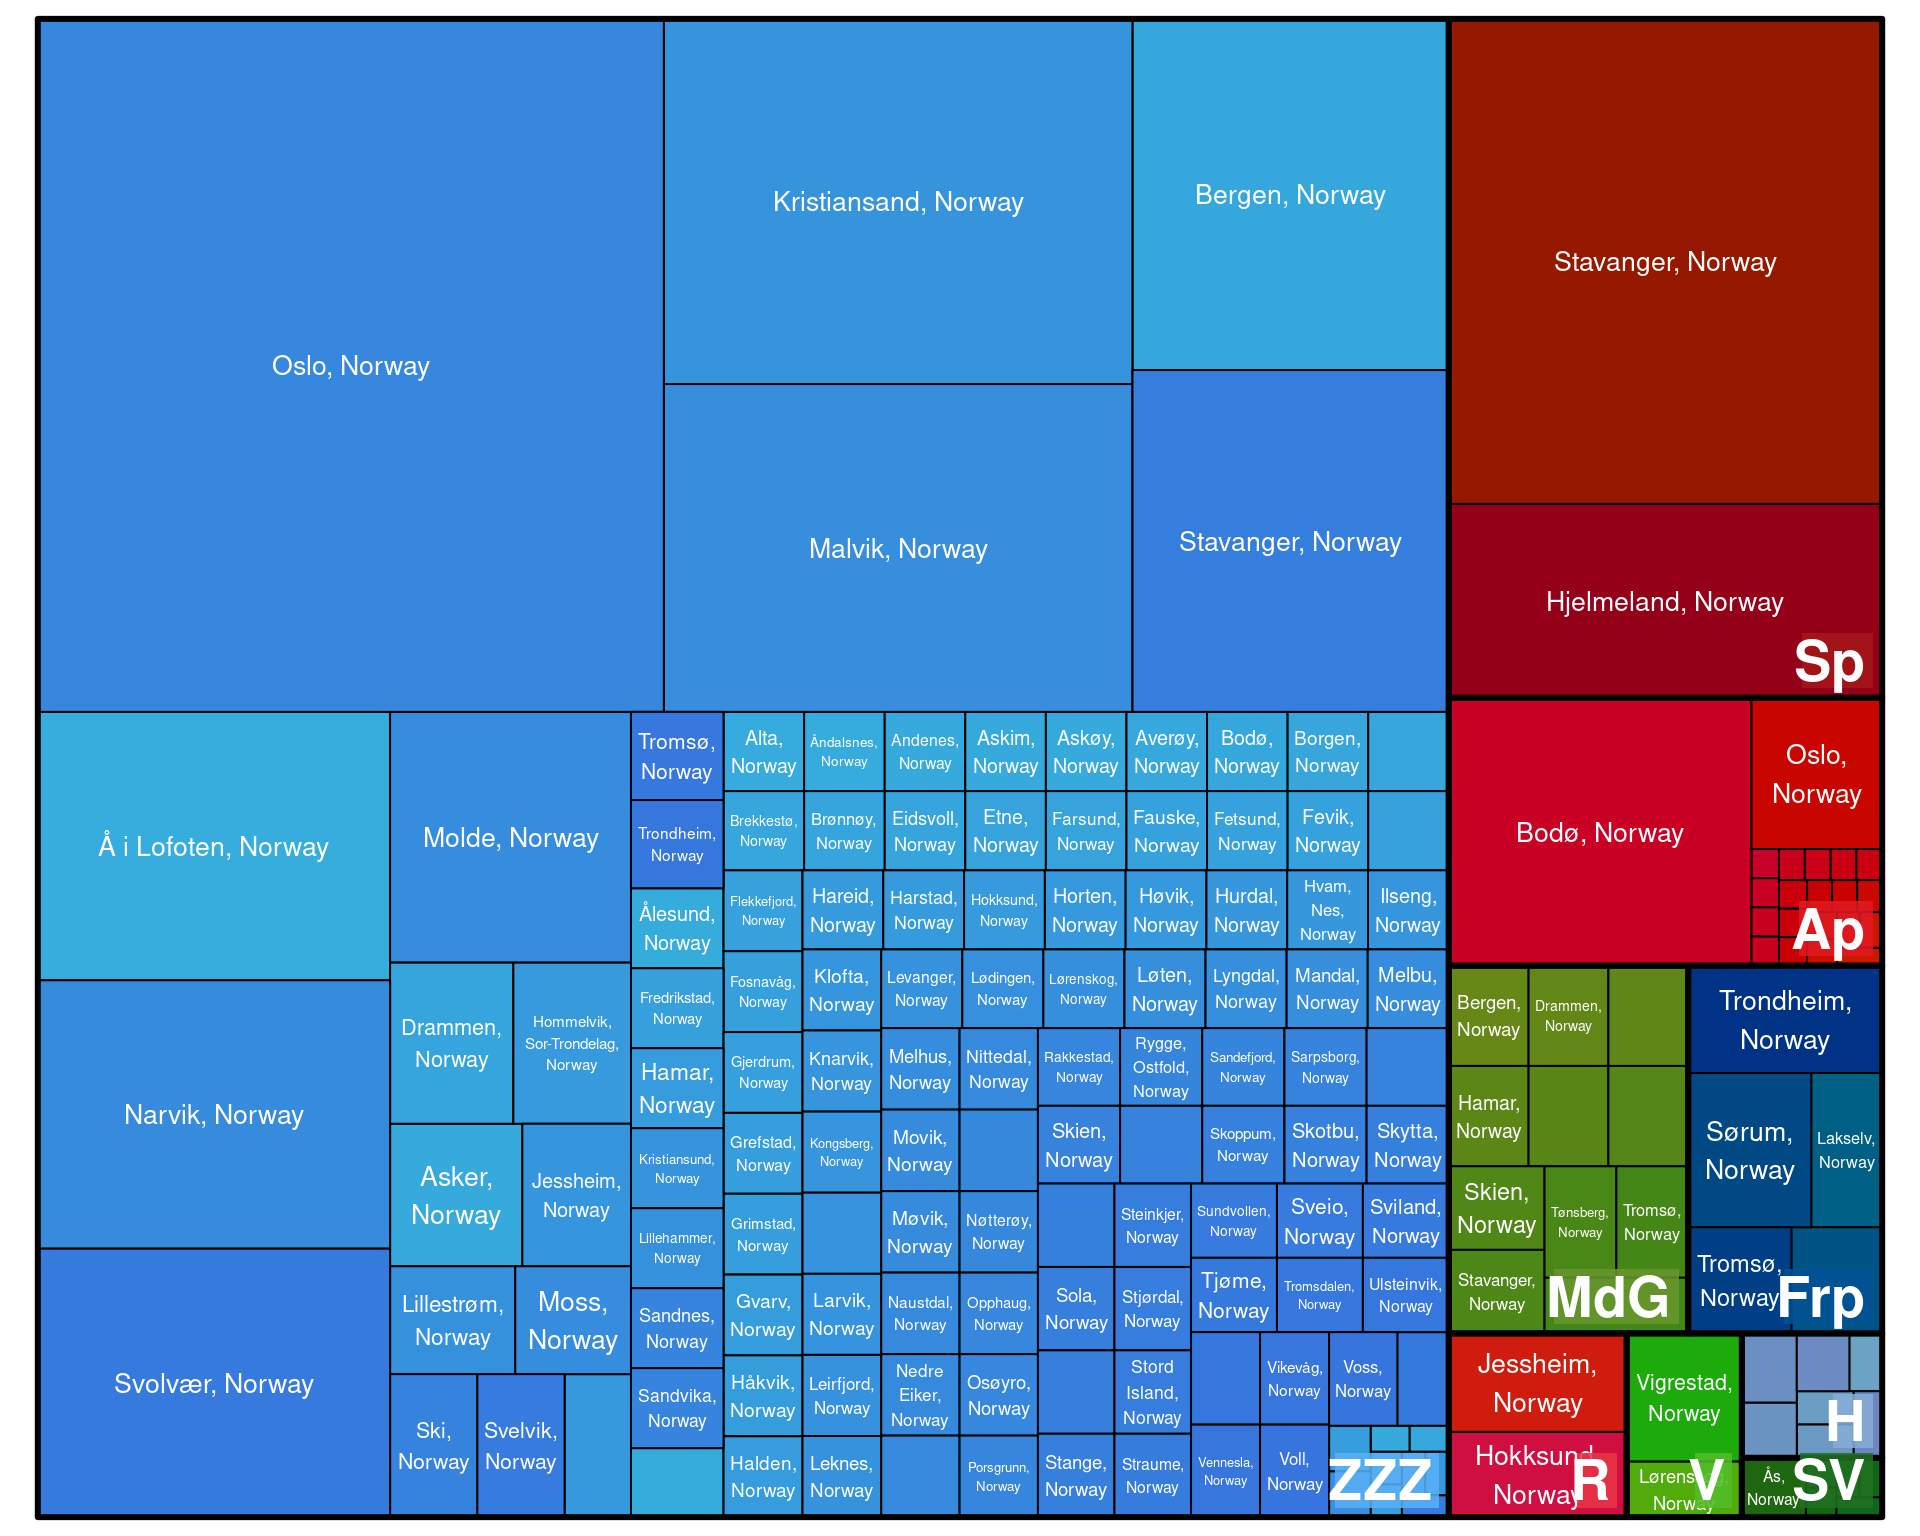 Oslo, Norway
Kristiansand, Norway
Malvik, Norway
Bergen, Norway
Stavanger, Norway
Å i Lofoten, Norway
Narvik, Norway
Svolvær, Norway
Molde, Norway
Drammen,
Norway
Hommelvik,
Sor-Trondelag,
Norway
Asker,
Norway
Jessheim,
Norway
Lillestrøm,
Norway
Moss,
Norway
Ski,
Norway
Svelvik,
Norway
Tromsø,
Norway
Trondheim,
Norway
Ålesund,
Norway
Fredrikstad,
Norway
Hamar,
Norway
Kristiansund,
Norway
Lillehammer,
Norway
Sandnes,
Norway
Sandvika,
Norway
Alta,
Norway
Åndalsnes,
Norway
Andenes,
Norway
Askim,
Norway
Askøy,
Norway
Averøy,
Norway
Bodø,
Norway
Borgen,
Norway
Brekkestø,
Norway
Brønnøy,
Norway
Eidsvoll,
Norway
Etne,
Norway
Farsund,
Norway
Fauske,
Norway
Fetsund,
Norway
Fevik,
Norway
Flekkefjord,
Norway
Hareid,
Norway
Harstad,
Norway
Hokksund,
Norway
Horten,
Norway
Høvik,
Norway
Hurdal,
Norway
Hvam,
Nes,
Norway
Ilseng,
Norway
Fosnavåg,
Norway
Klofta,
Norway
Levanger,
Norway
Lødingen,
Norway
Lørenskog,
Norway
Løten,
Norway
Lyngdal,
Norway
Mandal,
Norway
Melbu,
Norway
Gjerdrum,
Norway
Knarvik,
Norway
Melhus,
Norway
Nittedal,
Norway
Rakkestad,
Norway
Rygge,
Ostfold,
Norway
Sandefjord,
Norway
Sarpsborg,
Norway
Grefstad,
Norway
Kongsberg,
Norway
Movik,
Norway
Skien,
Norway
Skoppum,
Norway
Skotbu,
Norway
Skytta,
Norway
Grimstad,
Norway
Møvik,
Norway
Nøtterøy,
Norway
Steinkjer,
Norway
Sundvollen,
Norway
Sveio,
Norway
Sviland,
Norway
Gvarv,
Norway
Larvik,
Norway
Naustdal,
Norway
Opphaug,
Norway
Sola,
Norway
Stjørdal,
Norway
Tjøme,
Norway
Tromsdalen,
Norway
Ulsteinvik,
Norway
Håkvik,
Norway
Leirfjord,
Norway
Nedre
Eiker,
Norway
Osøyro,
Norway
Stord
Island,
Norway
Vikevåg,
Norway
Voss,
Norway
Halden,
Norway
Leknes,
Norway
Porsgrunn,
Norway
Stange,
Norway
Straume,
Norway
Vennesla,
Norway
Voll,
Norway
ZZZ
Stavanger, Norway
Hjelmeland, Norway
Sp
Bodø, Norway
Oslo,
Norway
Ap
Bergen,
Norway
Drammen,
Norway
Hamar,
Norway
Skien,
Norway
Tønsberg,
Norway
Tromsø,
Norway
Stavanger,
Norway
MdG
Trondheim,
Norway
Sørum,
Norway
Lakselv,
Norway
Tromsø,
Norway
Frp
Jessheim,
Norway
Hokksund,
Norway
R
Vigrestad,
Norway
Norway
V
H
Ås,
Norway
SV